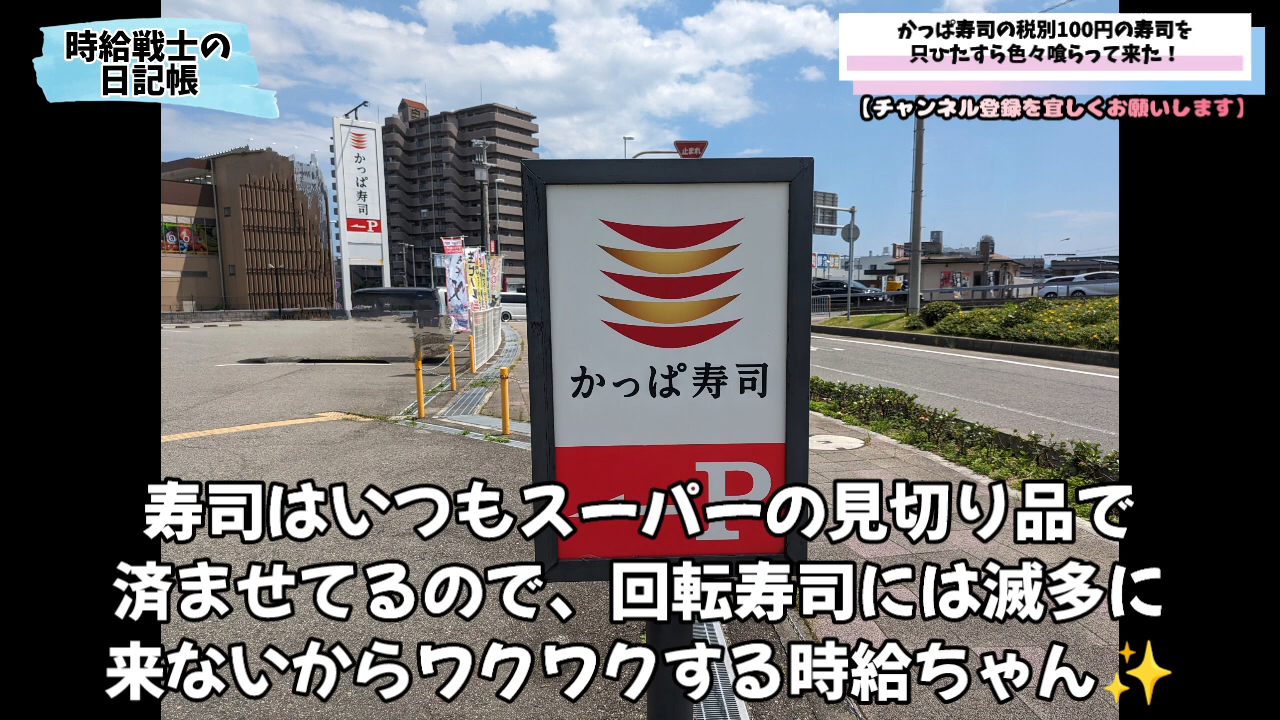 時給戦士の
日記帳
かっぱ寿司の税別100円の寿司を
只ひたすら色々喰らって来た！
【チャンネル登録を宜しくお願いします】
かっぱ寿司
P
止まれ
かっぱ寿司
P
寿司はいつもスーパーの見切り品で
済ませてるので、回転寿司には滅多に
来ないからワクワクする時給ちゃん✨